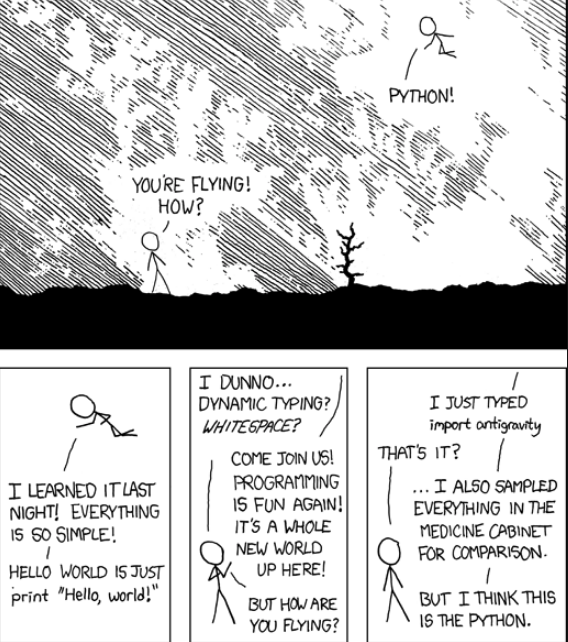 PYTHON!
YOU'RE FLYING!
HOW?
I LEARNED IT LAST
NIGHT! EVERYTHING
IS SO SIMPLE!
HELLO WORLD IS JUST
print "Hello, world!"
I DUNNO...
DYNAMIC TYPING?
WHITESPACE?
COME JOIN US!
PROGRAMMING
IS FUN AGAIN!
IT'S A WHOLE
NEW WORLD
UP HERE!
BUT HOW ARE
YOU FLYING?
I JUST TYPED
import antigravity
THAT'S IT?
... I ALSO SAMPLED
EVERYTHING IN THE
MEDICINE CABINET
FOR COMPARISON.
BUT I THINK THIS
IS THE PYTHON.